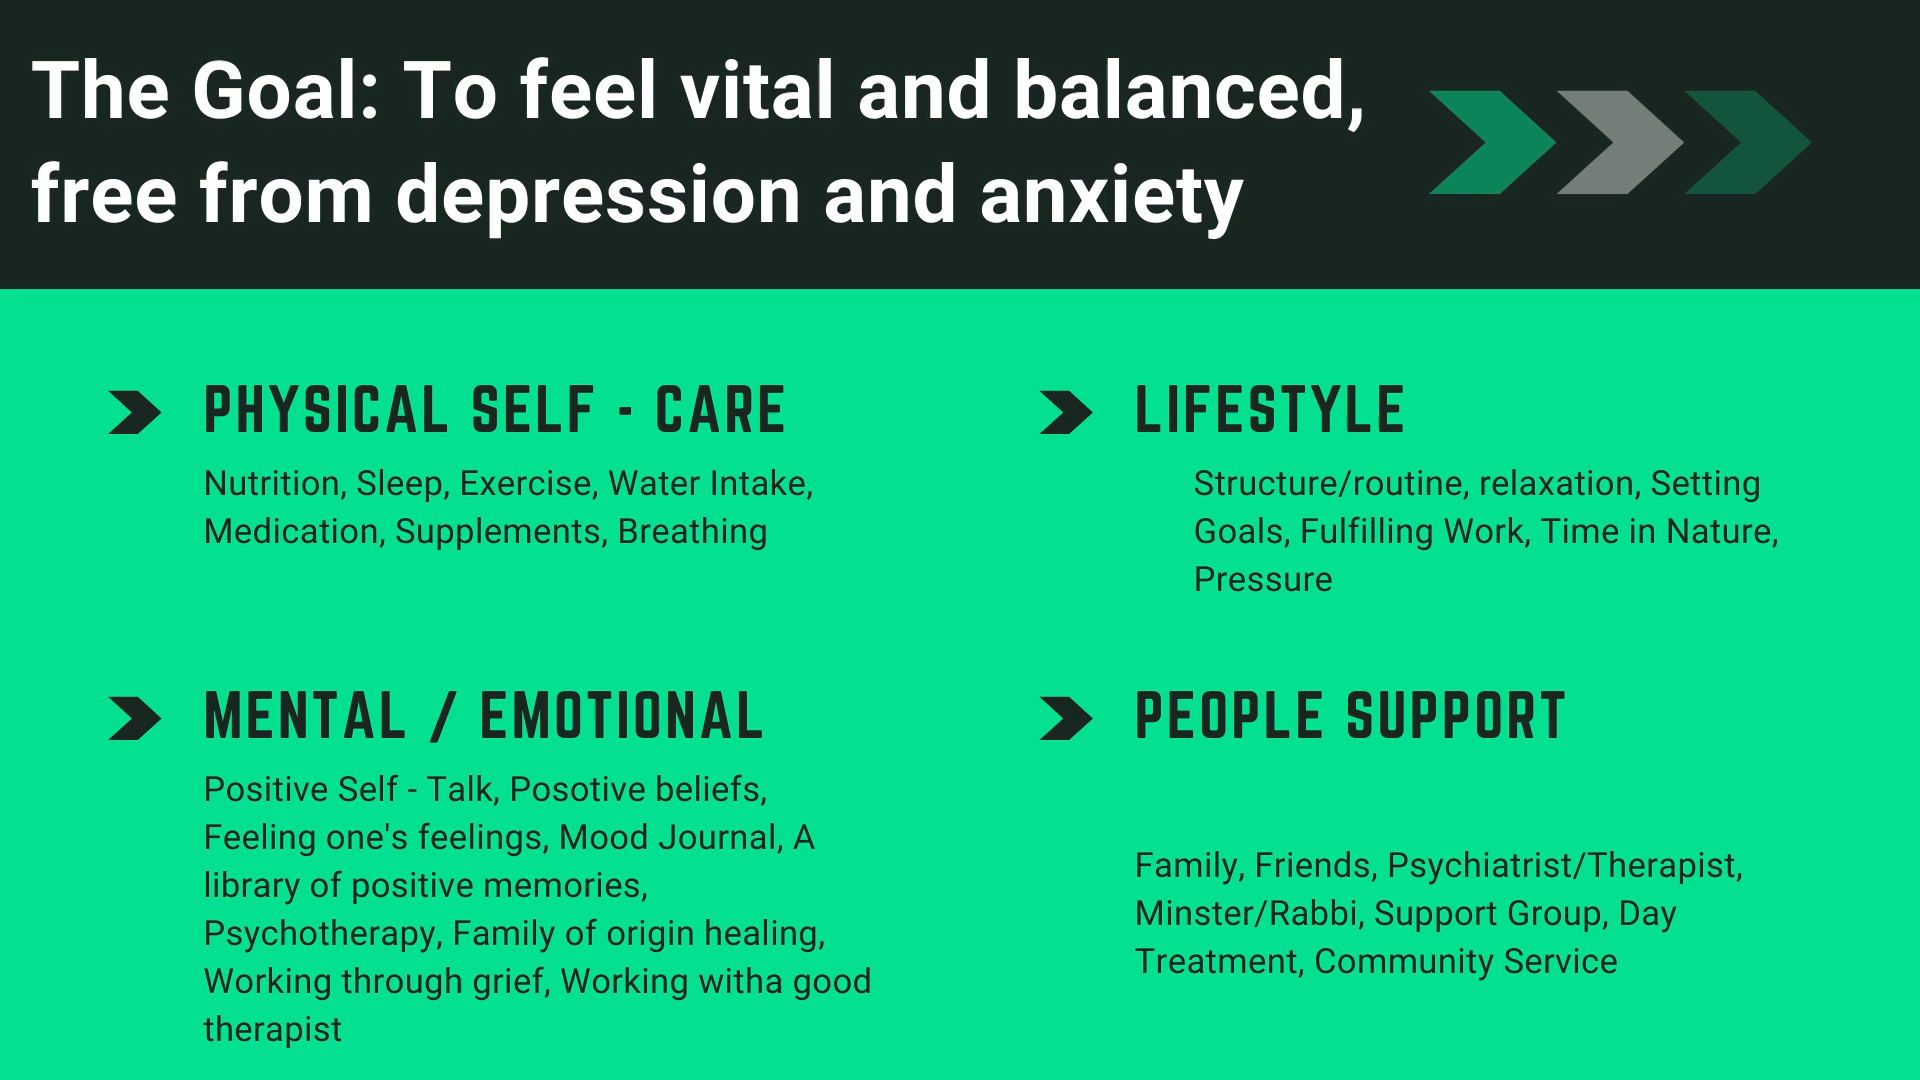 The Goal: To feel vital and balanced,
free from depression and anxiety
PHYSICAL SELF - CARE
Nutrition, Sleep, Exercise, Water Intake,
Medication, Supplements, Breathing
LIFESTYLE
Structure/routine, relaxation, Setting
Goals, Fulfilling Work, Time in Nature,
Pressure
MENTAL / EMOTIONAL
Positive Self - Talk, Posotive beliefs,
Feeling one's feelings, Mood Journal, A
library of positive memories,
Psychotherapy, Family of origin healing,
Working through grief, Working witha good
therapist
PEOPLE SUPPORT
Family, Friends, Psychiatrist/Therapist,
Minster/Rabbi, Support Group, Day
Treatment, Community Service